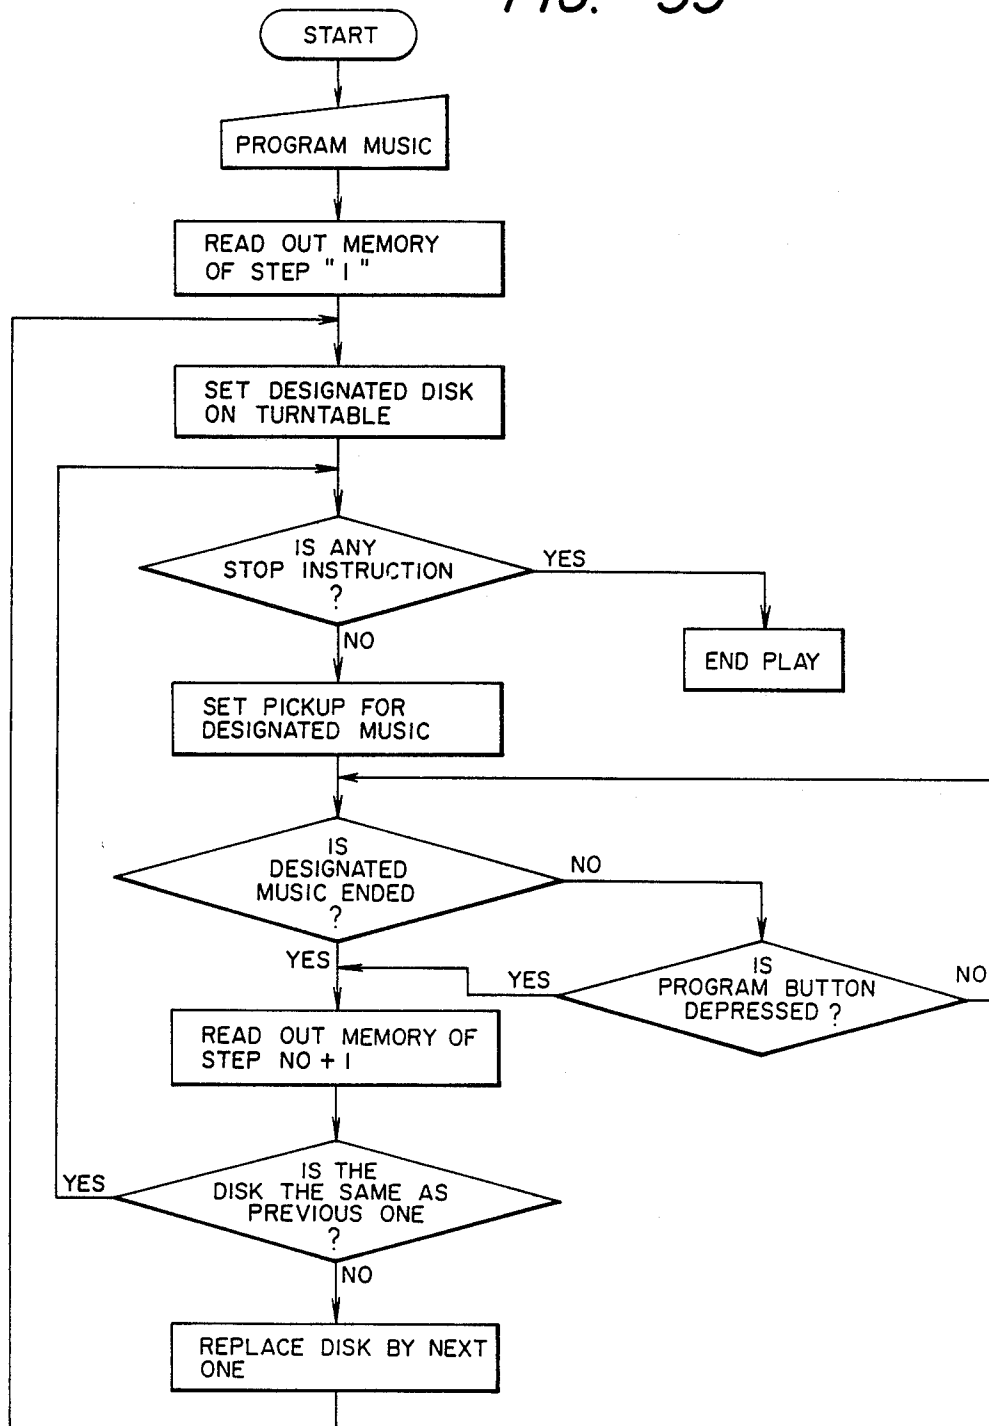 START
PROGRAM MUSIC
READ OUT MEMORY
OF STEP "1"
SET DESIGNATED DISK
ON TURNTABLE
IS ANY
STOP INSTRUCTION
?
YES
NO
END PLAY
SET PICKUP FOR
DESIGNATED MUSIC
IS
DESIGNATED
MUSIC ENDED
?
NO
YES
IS
PROGRAM BUTTON
DEPRESSED ?
YES
NO
READ OUT MEMORY OF
STEP NO + 1
IS THE
DISK THE SAME AS
PREVIOUS ONE
?
YES
NO
REPLACE DISK BY NEXT
ONE